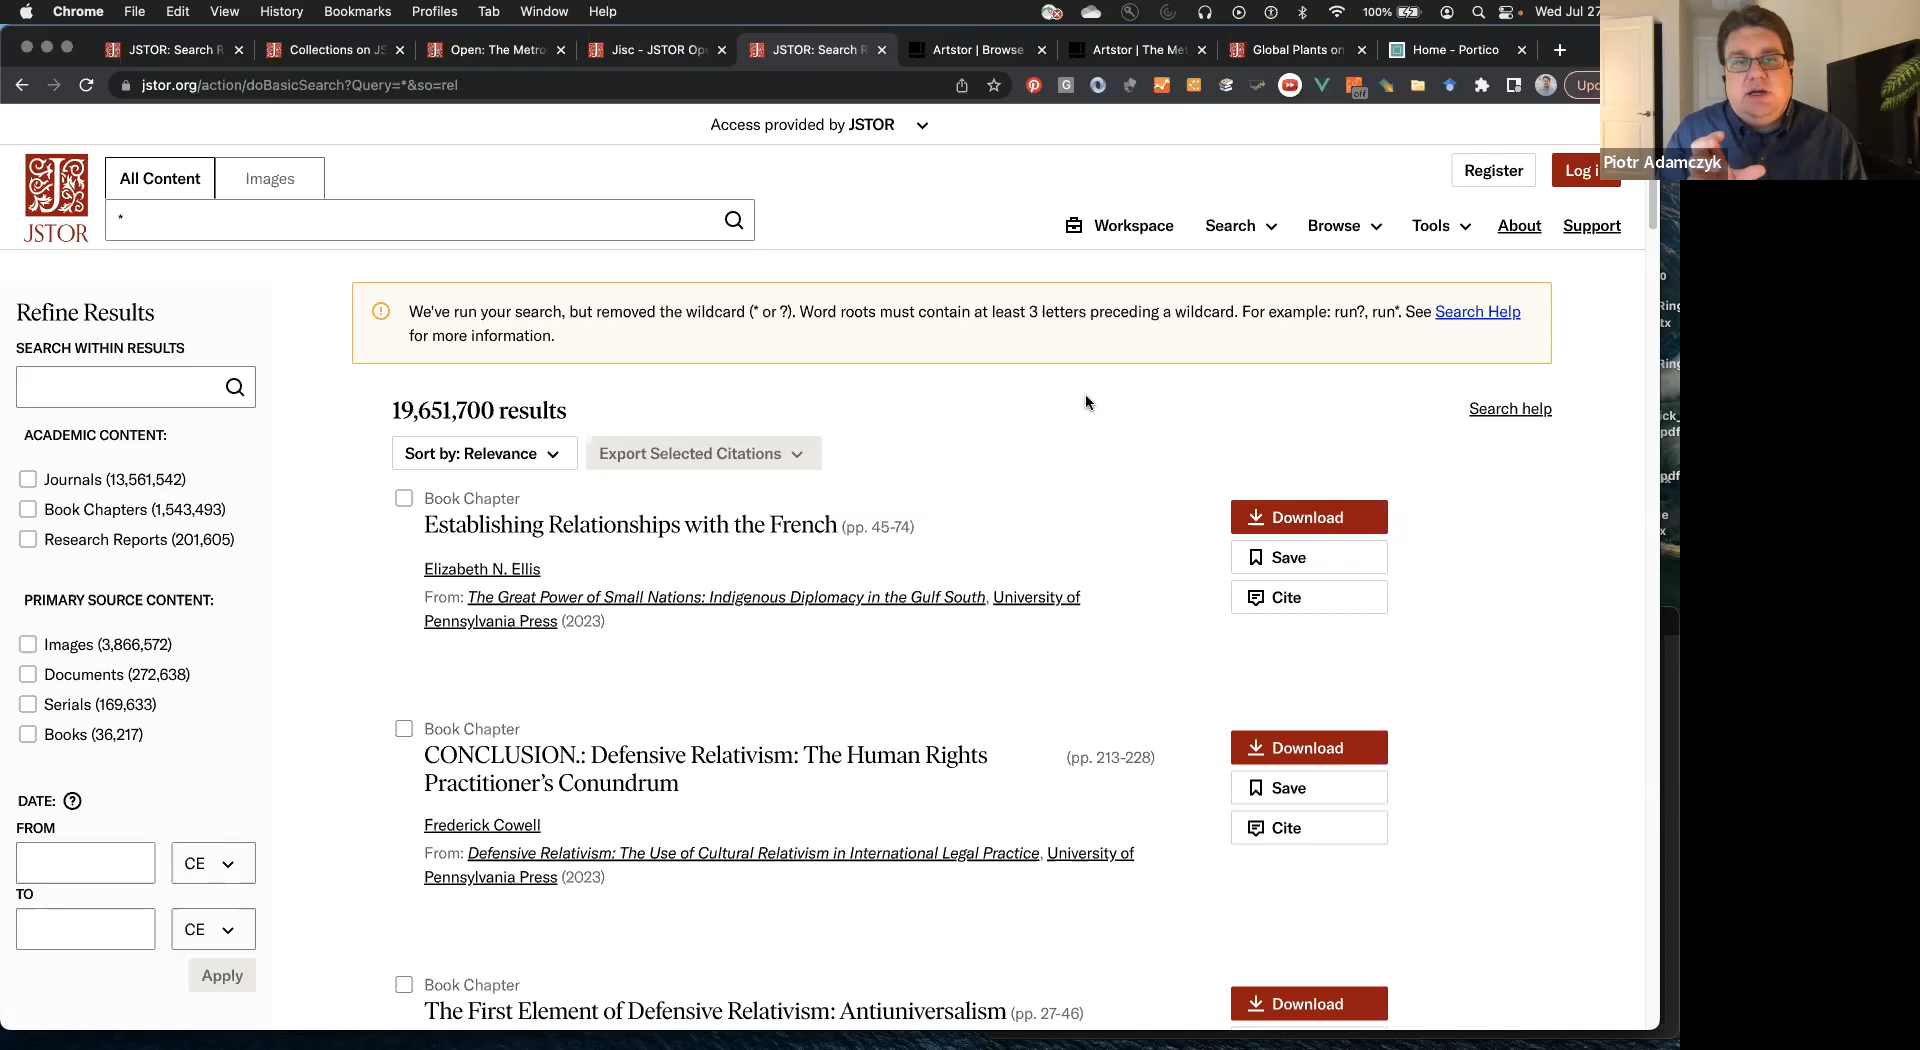 Chrome File Edit View History Bookmarks Profiles Tab Window Help 100% Wed Jul 27
JSTOR: Search R Collections on JS Open: The Metro Jisc - JSTOR Op JSTOR: Search R Artstor | Browse Artstor | The Met Global Plants on Home - Portico
jstor.org/action/doBasicSearch?Query=*&so=rel
off
Piotr Adamczyk
Access provided by JSTOR
All Content Images Register Log i
*
JSTOR Workspace Search Browse Tools About Support
Refine Results
SEARCH WITHIN RESULTS
ACADEMIC CONTENT:
Journals (13,561,542)
Book Chapters (1,543,493)
Research Reports (201,605)
PRIMARY SOURCE CONTENT:
Images (3,866,572)
Documents (272,638)
Serials (169,633)
Books (36,217)
DATE: ?
FROM
CE
TO
CE
Apply
We've run your search, but removed the wildcard (* or ?). Word roots must contain at least 3 letters preceding a wildcard. For example: run?, run*. See Search Help
for more information.
19,651,700 results Search help
Sort by: Relevance Export Selected Citations
Book Chapter
Establishing Relationships with the French (pp. 45-74)
Elizabeth N. Ellis
From: The Great Power of Small Nations: Indigenous Diplomacy in the Gulf South, University of
Pennsylvania Press (2023)
Download
Save
Cite
Book Chapter
CONCLUSION.: Defensive Relativism: The Human Rights (pp. 213-228)
Practitioner's Conundrum
Frederick Cowell
From: Defensive Relativism: The Use of Cultural Relativism in International Legal Practice, University of
Pennsylvania Press (2023)
Download
Save
Cite
Book Chapter
The First Element of Defensive Relativism: Antiuniversalism (pp. 27-46)
Download